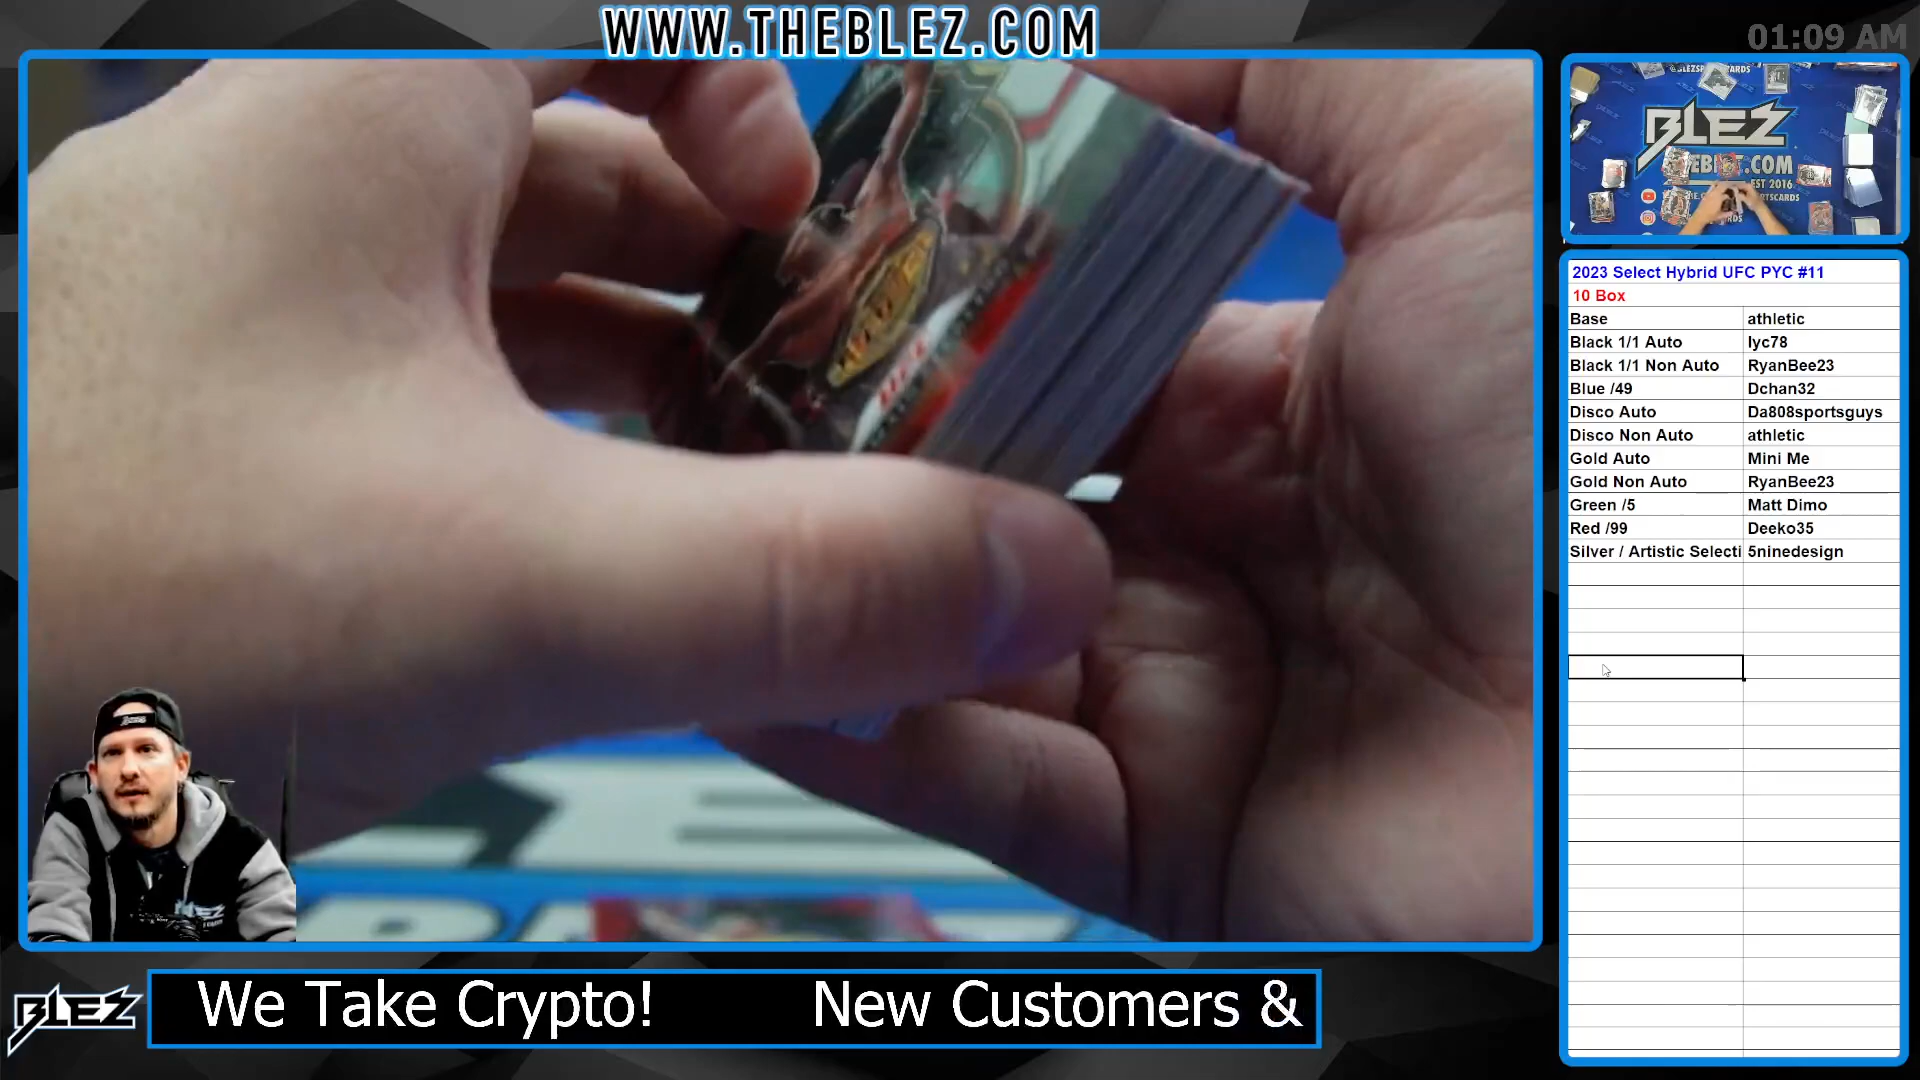 WWW.THEBLEZ.COM
01:09 AM
BLEZ
EST 2016
2023 Select Hybrid UFC PYC #11
10 Box
Base athletic
Black 1/1 Auto lyc78
Black 1/1 Non Auto RyanBee23
Blue /49 Dchan32
Disco Auto Da808sportsguys
Disco Non Auto athletic
Gold Auto Mini Me
Gold Non Auto RyanBee23
Green /5 Matt Dimo
Red /99 Deeko35
Silver / Artistic Selecti 5ninedesign
BLEZ
We Take Crypto! New Customers &